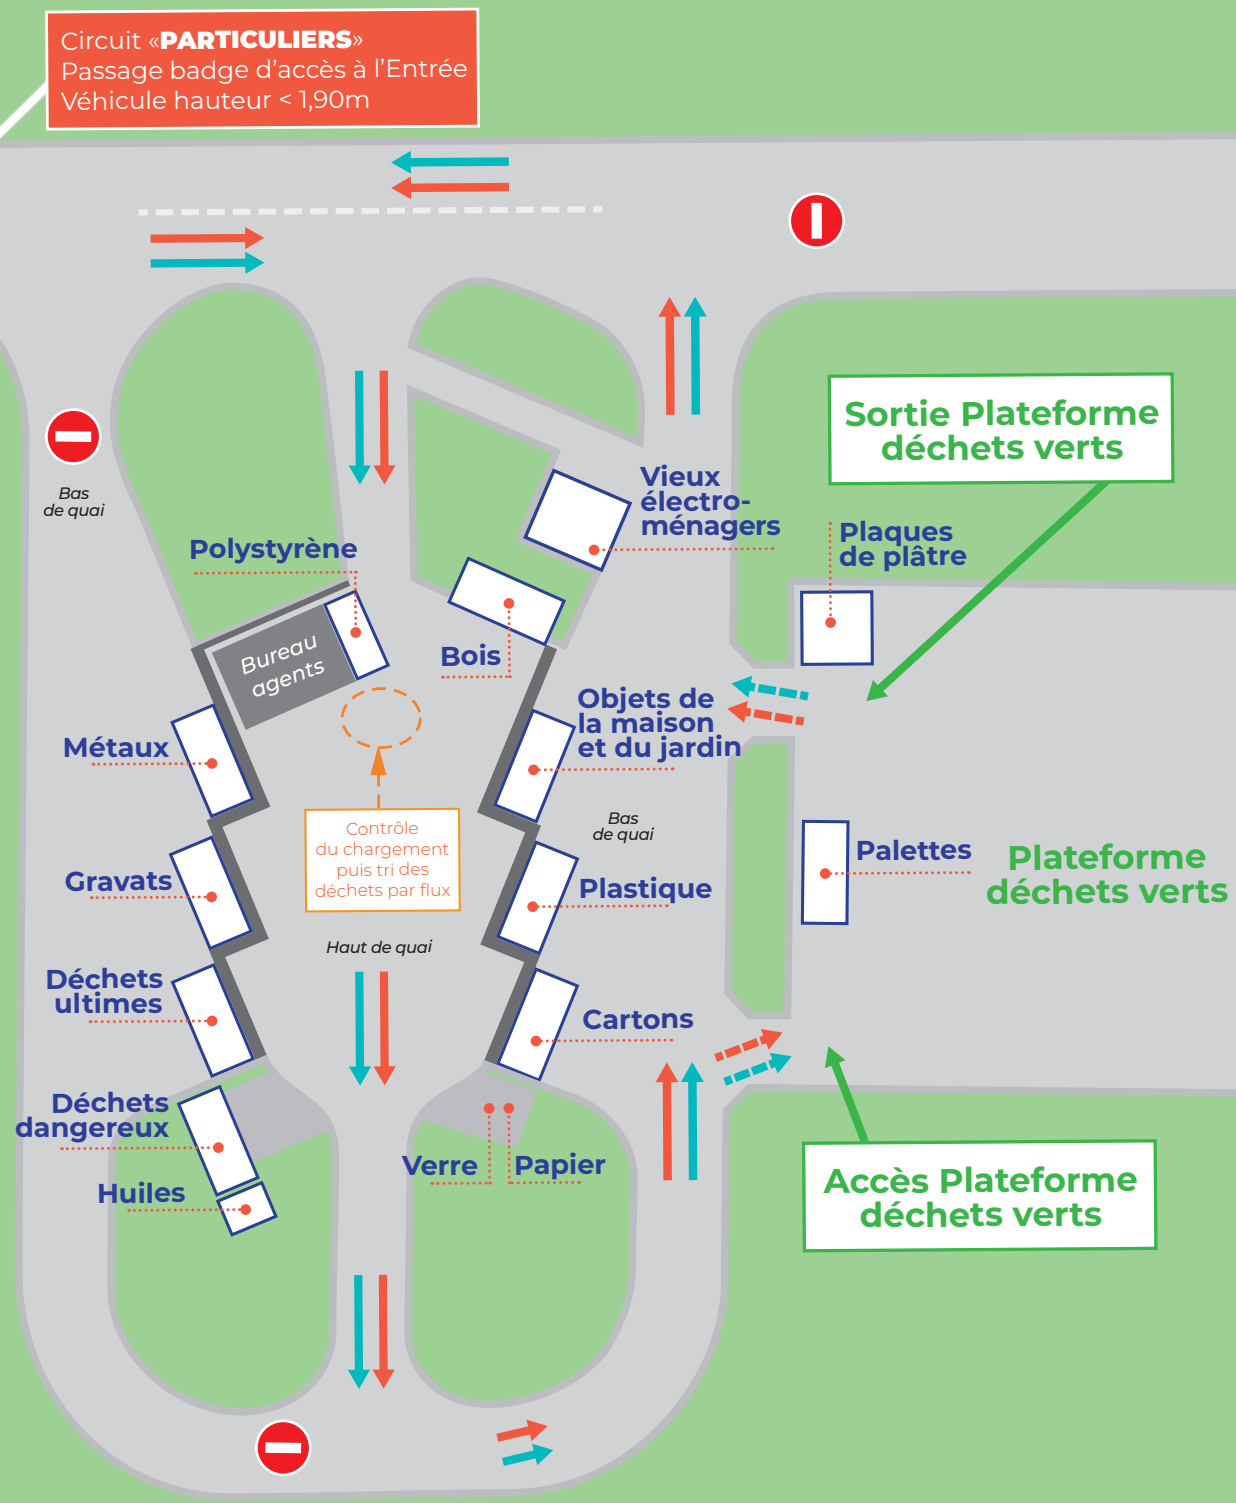 Circuit «PARTICULIERS»
Passage badge d’accès à l’Entrée
Véhicule hauteur < 1,90m
Sortie Plateforme
déchets verts
Bas
de quai
Vieux
électro-
ménagers
Plaques
de plâtre
Polystyrène
Bureau
agents
Bois
Objets de
la maison
et du jardin
Métaux
Contrôle
du chargement
puis tri des
déchets par flux
Bas
de quai
Palettes
Plateforme
déchets verts
Gravats
Plastique
Haut de quai
Déchets
ultimes
Cartons
Déchets
dangereux
Verre
Papier
Huiles
Accès Plateforme
déchets verts